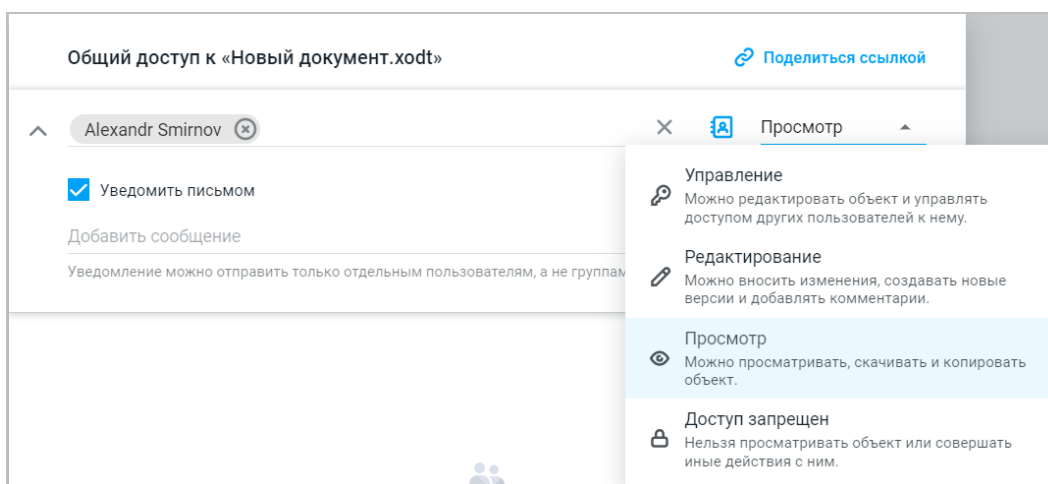 Общий доступ к «Новый документ.xodt»
Поделиться ссылкой
Alexandr Smirnov
Просмотр
Уведомить письмом
Добавить сообщение
Уведомление можно отправить только отдельным пользователям, а не группам
Управление
Можно редактировать объект и управлять
доступом других пользователей к нему.
Редактирование
Можно вносить изменения, создавать новые
версии и добавлять комментарии.
Просмотр
Можно просматривать, скачивать и копировать
объект.
Доступ запрещен
Нельзя просматривать объект или совершать
иные действия с ним.